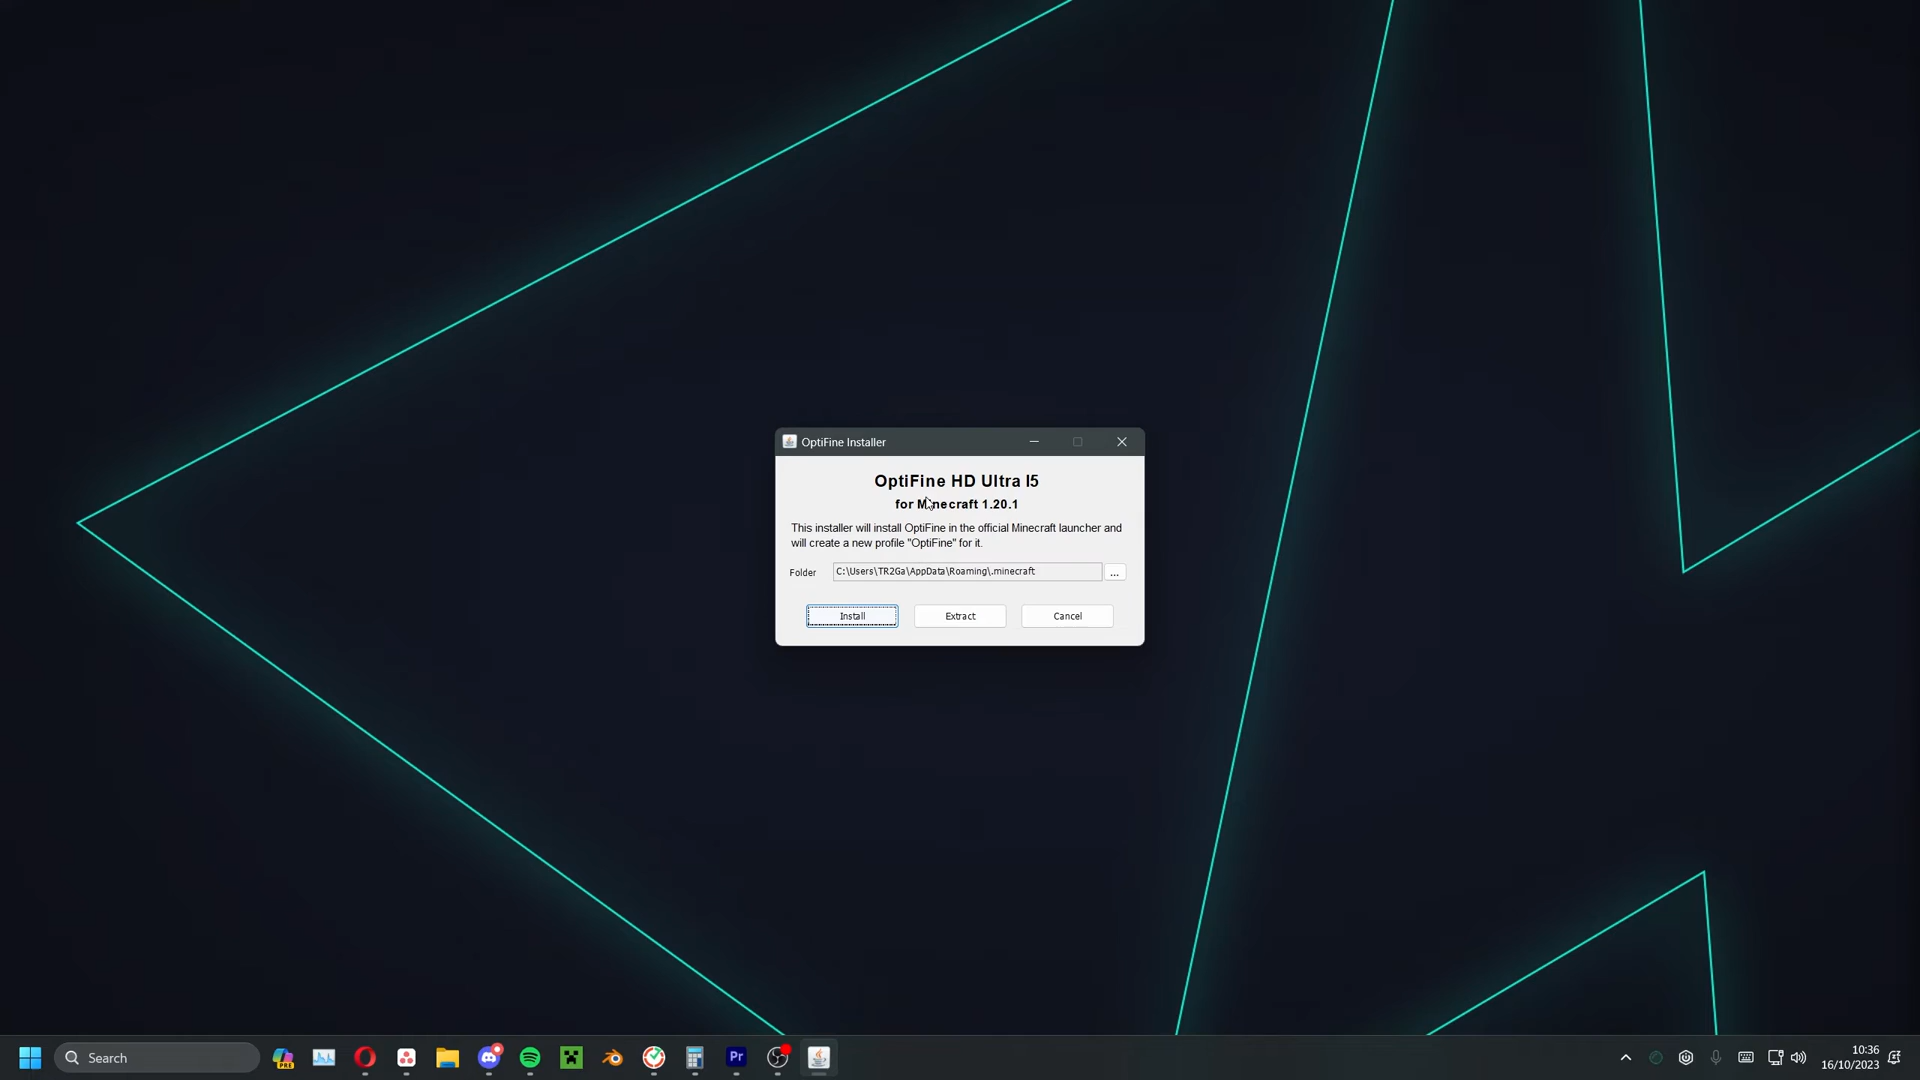 OptiFine Installer
OptiFine HD Ultra I5
for Minecraft 1.20.1
This installer will install OptiFine in the official Minecraft launcher and
will create a new profile "OptiFine" for it.
Folder C:\Users\TR2Ga\AppData\Roaming\.minecraft ...
Install Extract Cancel
Search PRE Pr 10:36
16/10/2023